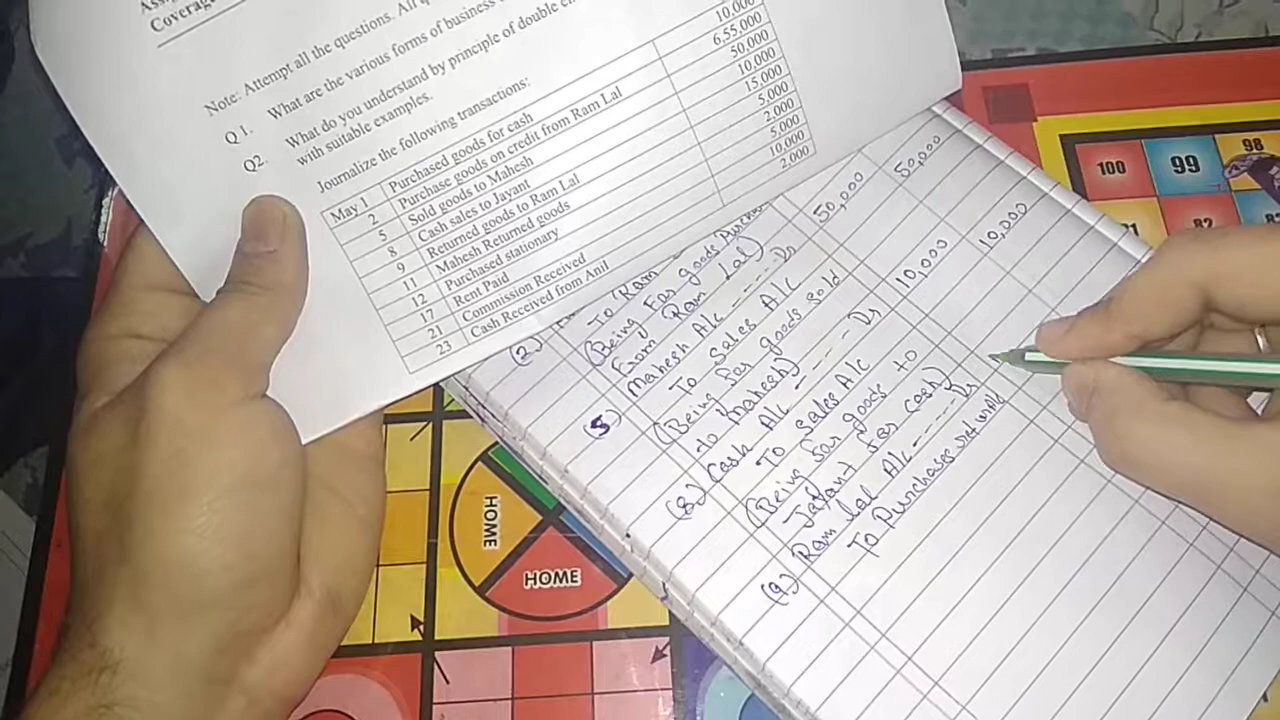 Coverage
Note: Attempt all the questions. All
Q 1. What are the various forms of business
Q2. What do you understand by principle of double
with suitable examples.
Journalize the following transactions:
May 1 Purchased goods for cash 10,000
2 Purchase goods on credit from Ram Lal 6,55,000
5 Sold goods to Mahesh 50,000
8 Cash sales to Jayant 10,000
9 Returned goods to Ram Lal 15,000
11 Mahesh Returned goods 5,000
12 Purchased stationary 2,000
17 Rent Paid 5,000
21 Commission Received 10,000
23 Cash Received from Anil 2,000
(2)
To Ram
(Being For goods Purcha
from Ram Lal)
(5) Mahesh A/c ------- Dr 50,000
To Sales A/c 50,000
(Being for goods sold
to Mahesh)
(8) Cash A/c ---- Dr 10,000
To Sales A/c 10,000
(Being for goods to
Jayant for cash)
(9) Ram Lal A/c ----- Dr
To Purchases return A/c
HOME
HOME
100 99 98
82